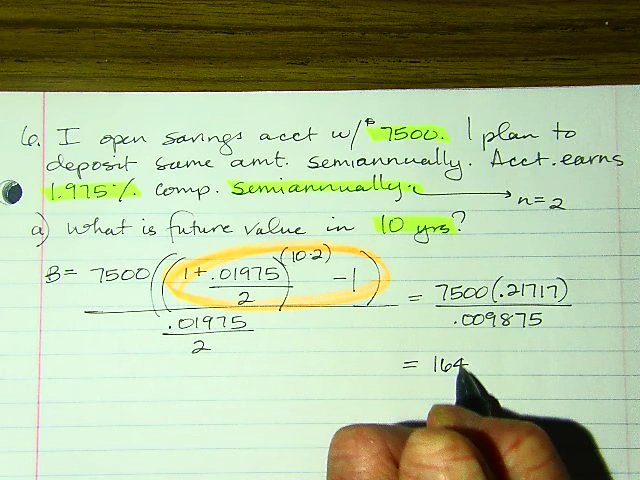 6. I open savings acct w/ $7500. I plan to
deposit same amt. semiannually. Acct. earns
1.975% comp. semiannually. → n=2
a) What is future value in 10 yrs?
B = 7500((1+.01975/2)^(10·2) -1) / (.01975/2) = 7500(.21717)/.009875
= 164